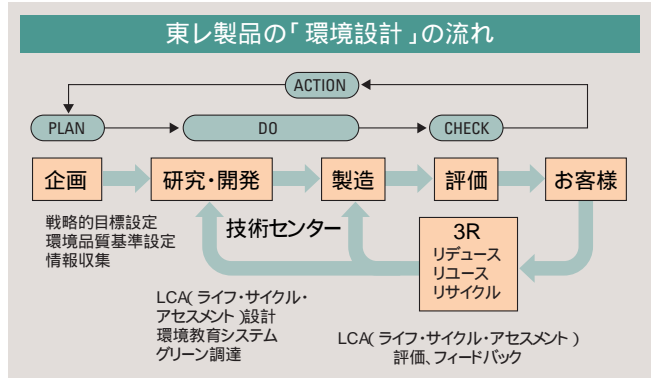 東レ製品の「環境設計」の流れ
ACTION
PLAN
DO
CHECK
企画
研究・開発
製造
評価
お客様
戦略的目標設定
環境品質基準設定
情報収集
技術センター
3R
リデュース
リユース
リサイクル
LCA(ライフ・サイクル・
アセスメント)設計
環境教育システム
グリーン調達
LCA(ライフ・サイクル・アセスメント)
評価、フィードバック